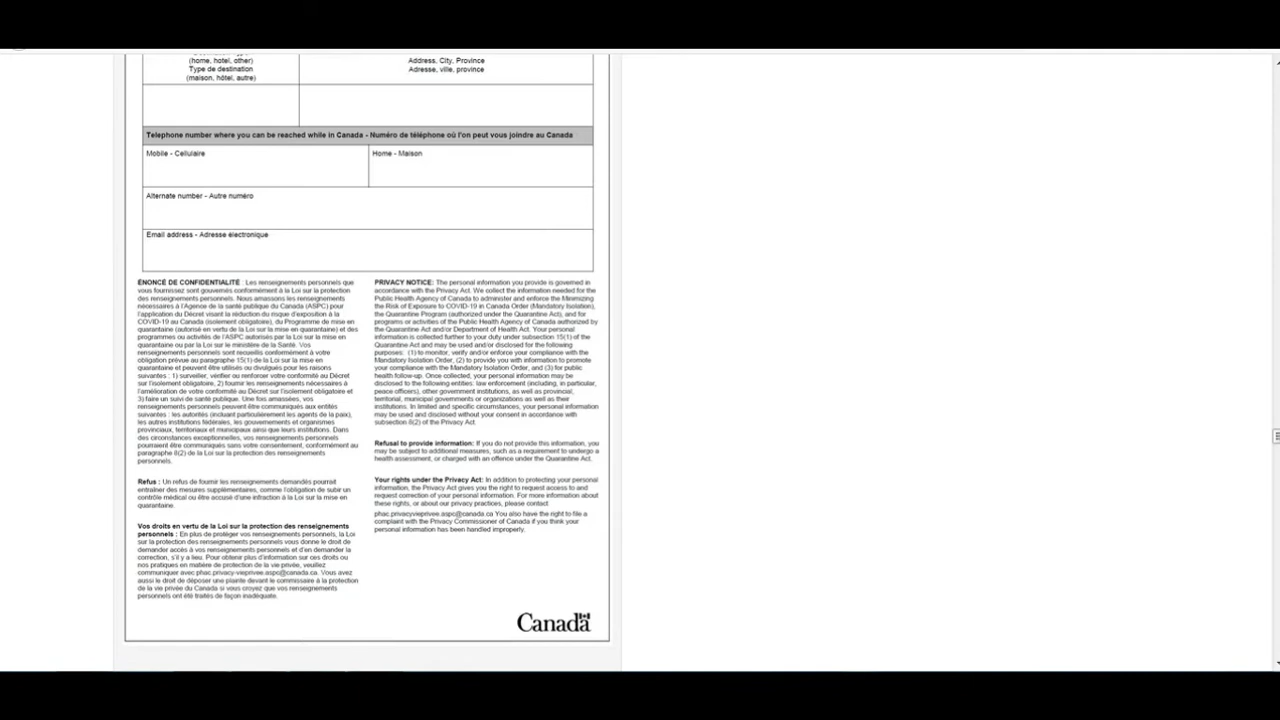 (home, hotel, other)
Type de destination
(maison, hôtel, autre)
Address, City, Province
Adresse, ville, province
Telephone number where you can be reached while in Canada - Numéro de téléphone où l'on peut vous joindre au Canada
Mobile - Cellulaire
Home - Maison
Alternate number - Autre numéro
Email address - Adresse électronique
ÉNONCÉ DE CONFIDENTIALITÉ : Les renseignements personnels que
vous fournissez sont gouvernés conformément à la Loi sur la protection
des renseignements personnels. Nous amassons les renseignements
nécessaires à l'Agence de la santé publique du Canada (ASPC) pour
l'application du Décret visant la réduction du risque d'exposition à la
COVID-19 au Canada (isolement obligatoire), du Programme de mise en
quarantaine (autorisé en vertu de la Loi sur la mise en quarantaine) et des
programmes ou activités de l'ASPC autorisés par la Loi sur la mise en
quarantaine ou par la Loi sur le ministère de la Santé. Vos
renseignements personnels sont recueillis conformément à votre
obligation prévue au paragraphe 15(1) de la Loi sur la mise en
quarantaine et peuvent être utilisés ou divulgués pour les raisons
suivantes : 1) surveiller, vérifier ou renforcer votre conformité au Décret
sur l'isolement obligatoire, 2) fournir les renseignements nécessaires à
l'amélioration de votre conformité au Décret sur l'isolement obligatoire et
3) faire un suivi de santé publique. Une fois amassées, vos
renseignements personnels peuvent être communiqués aux entités
suivantes : les autorités (incluant particulièrement les agents de la paix),
les autres institutions fédérales, les gouvernements et organismes
provinciaux, territoriaux et municipaux ainsi que leurs institutions. Dans
des circonstances exceptionnelles, vos renseignements personnels
pourraient être communiqués sans votre consentement, conformément au
paragraphe 8(2) de la Loi sur la protection des renseignements
personnels.
Refus : Un refus de fournir les renseignements demandés pourrait
entraîner des mesures supplémentaires, comme l'obligation de subir un
contrôle médical ou être accusé d'une infraction à la Loi sur la mise en
quarantaine.
Vos droits en vertu de la Loi sur la protection des renseignements
personnels : En plus de protéger vos renseignements personnels, la Loi
sur la protection des renseignements personnels vous donne le droit de
demander accès à vos renseignements personnels et d'en demander la
correction, s'il y a lieu. Pour obtenir plus d'information sur ces droits ou
nos pratiques en matière de protection de la vie privée, veuillez
communiquer avec phac.privacy-vieprivee.aspc@canada.ca. Vous avez
aussi le droit de déposer une plainte devant le commissaire à la protection
de la vie privée du Canada si vous croyez que vos renseignements
personnels ont été traités de façon inadéquate.
PRIVACY NOTICE: The personal information you provide is governed in
accordance with the Privacy Act. We collect the information needed for the
Public Health Agency of Canada to administer and enforce the Minimizing
the Risk of Exposure to COVID-19 in Canada Order (Mandatory Isolation),
the Quarantine Program (authorized under the Quarantine Act), and for
programs or activities of the Public Health Agency of Canada authorized by
the Quarantine Act and/or Department of Health Act. Your personal
information is collected further to your duty under subsection 15(1) of the
Quarantine Act and may be used and/or disclosed for the following
purposes: (1) to monitor, verify and/or enforce your compliance with the
Mandatory Isolation Order, (2) to provide you with information to promote
your compliance with the Mandatory Isolation Order, and (3) for public
health follow-up. Once collected, your personal information may be
disclosed to the following entities: law enforcement (including, in particular,
peace officers), other government institutions, as well as provincial,
territorial, municipal governments or organizations as well as their
institutions. In limited and specific circumstances, your personal information
may be used and disclosed without your consent in accordance with
subsection 8(2) of the Privacy Act.
Refusal to provide information: If you do not provide this information, you
may be subject to additional measures, such as a requirement to undergo a
health assessment, or charged with an offence under the Quarantine Act.
Your rights under the Privacy Act: In addition to protecting your personal
information, the Privacy Act gives you the right to request access to and
request correction of your personal information. For more information about
these rights, or about our privacy practices, please contact
phac.privacyvieprivee.aspc@canada.ca You also have the right to file a
complaint with the Privacy Commissioner of Canada if you think your
personal information has been handled improperly.
Canada